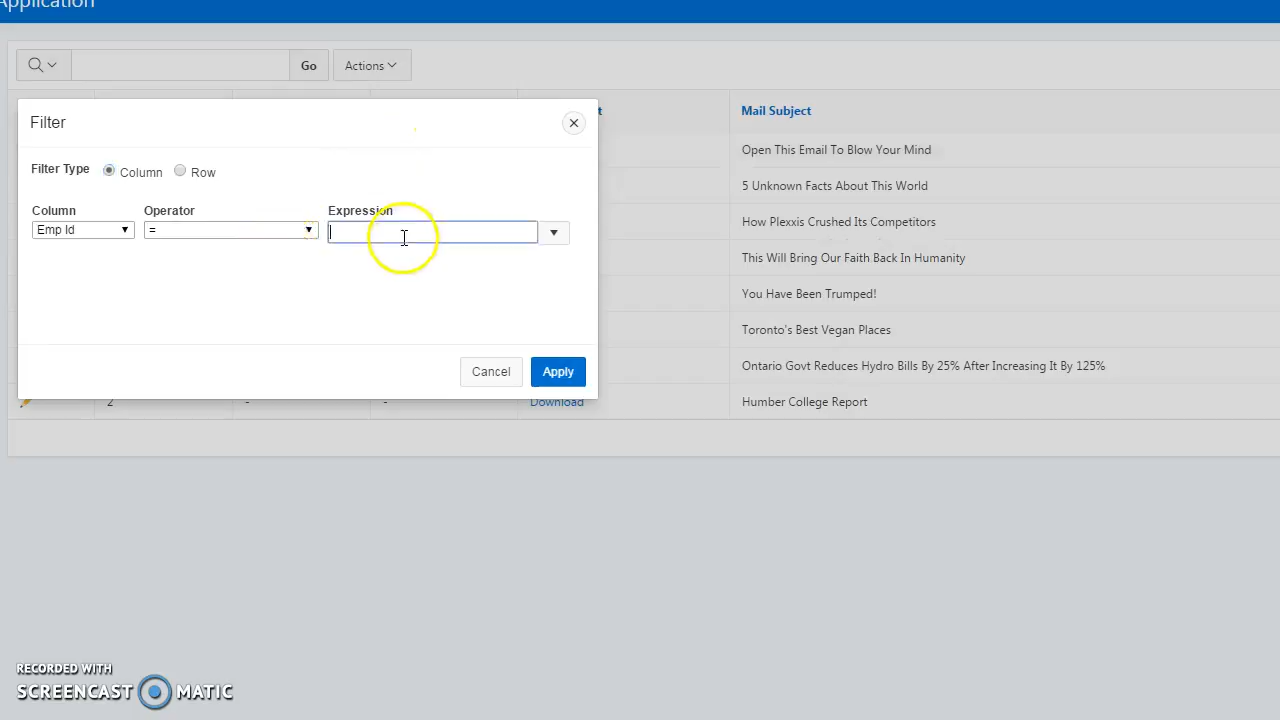 Application
Go
Actions
t
Mail Subject
Filter
Filter Type
Column
Row
Column
Operator
Expression
Emp Id
=
Cancel
Apply
Open This Email To Blow Your Mind
5 Unknown Facts About This World
How Plexxis Crushed Its Competitors
This Will Bring Our Faith Back In Humanity
You Have Been Trumped!
Toronto's Best Vegan Places
Ontario Govt Reduces Hydro Bills By 25% After Increasing It By 125%
2 - - Download Humber College Report
RECORDED WITH
SCREENCAST MATIC